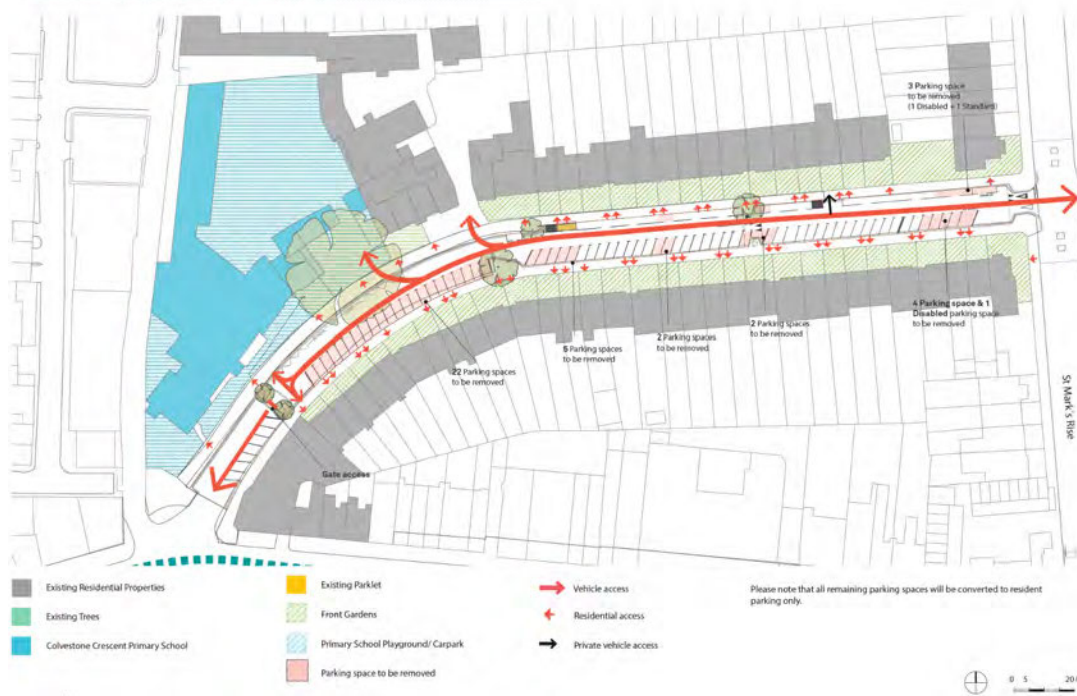 3 Parking space
to be removed
(1 Disabled + 1 Standard)
4 Parking space & 1
Disabled parking space
to be removed
2 Parking spaces
to be removed
2 Parking spaces
to be removed
6 Parking spaces
to be removed
22 Parking spaces
to be removed
Gate access
St Mark's Rise
Existing Residential Properties
Existing Trees
Colvestone Crescent Primary School
Existing Parklet
Front Gardens
Primary School Playground/ Carpark
Parking space to be removed
Vehicle access
Residential access
Private vehicle access
Please note that all remaining parking spaces will be converted to resident
parking only.
0 5 20